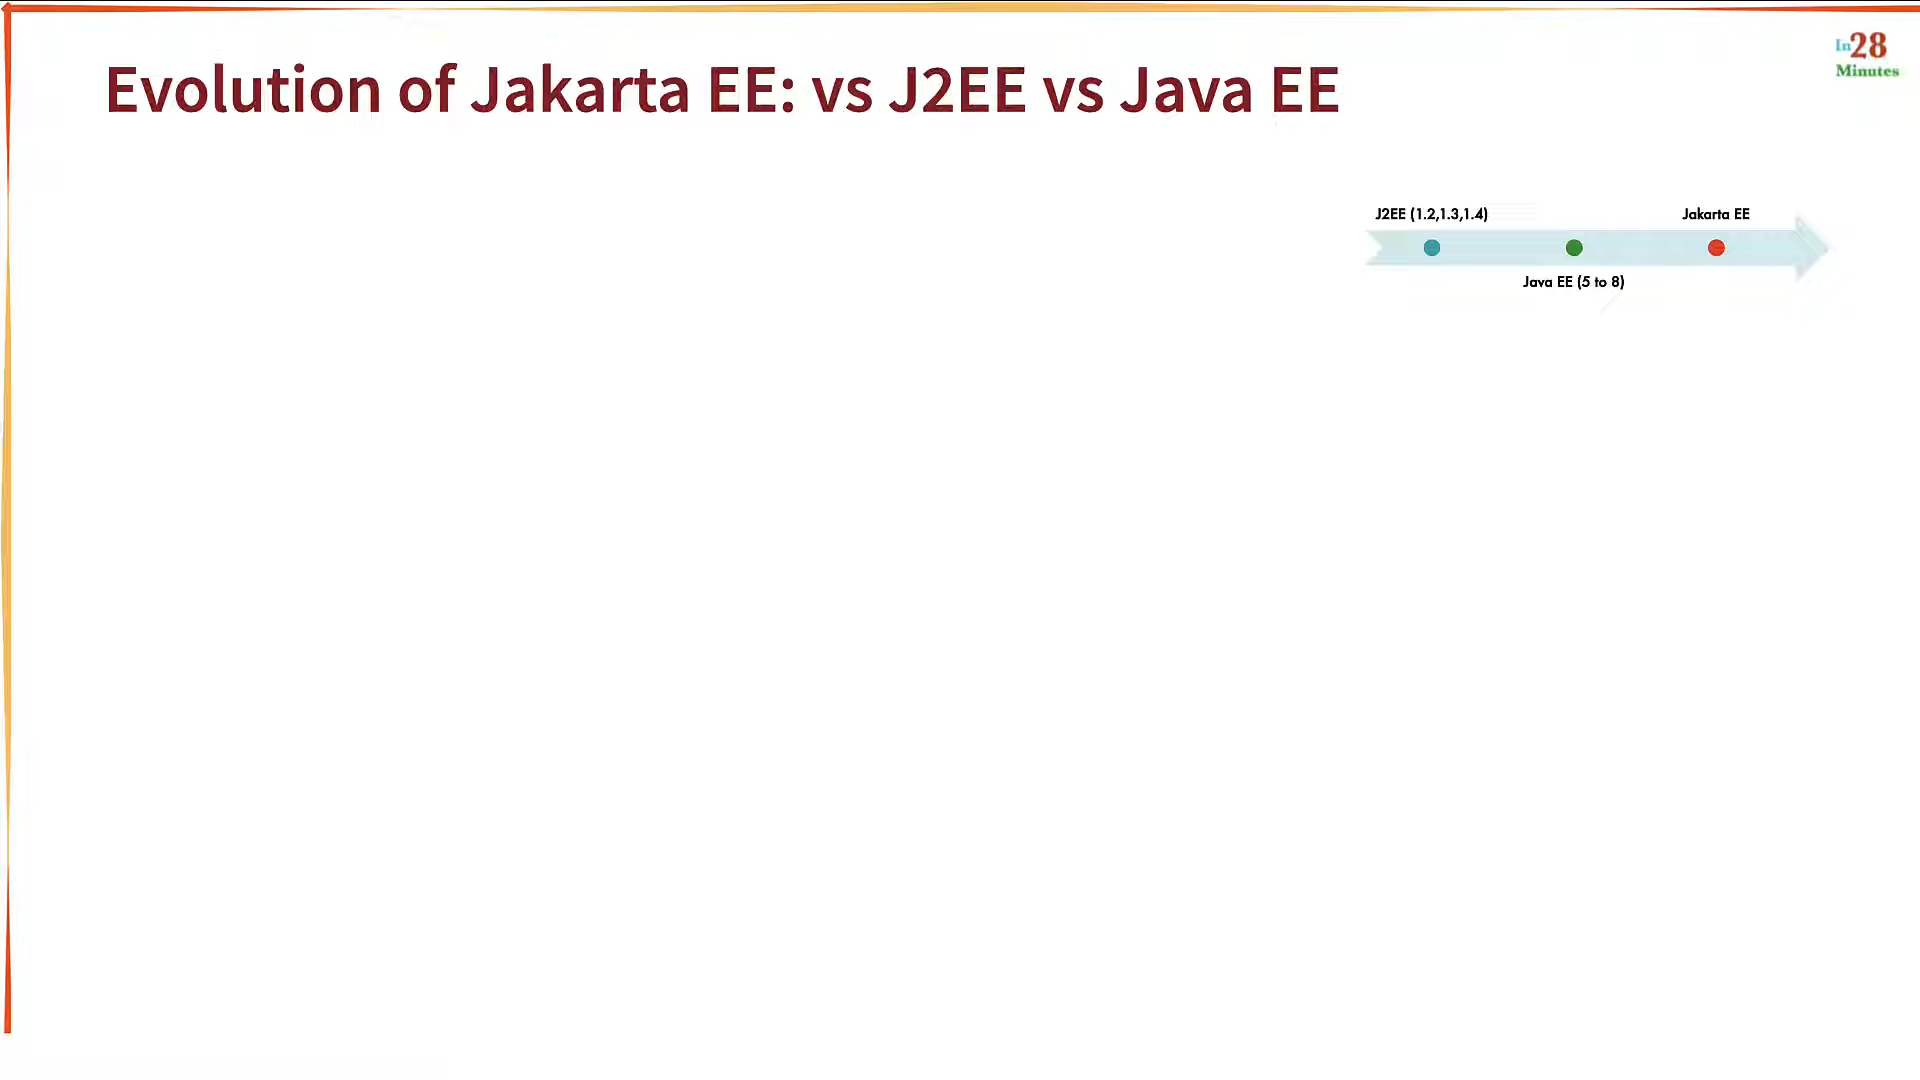 Evolution of Jakarta EE: vs J2EE vs Java EE
In28
Minutes
J2EE (1.2,1.3,1.4)
Jakarta EE
Java EE (5 to 8)